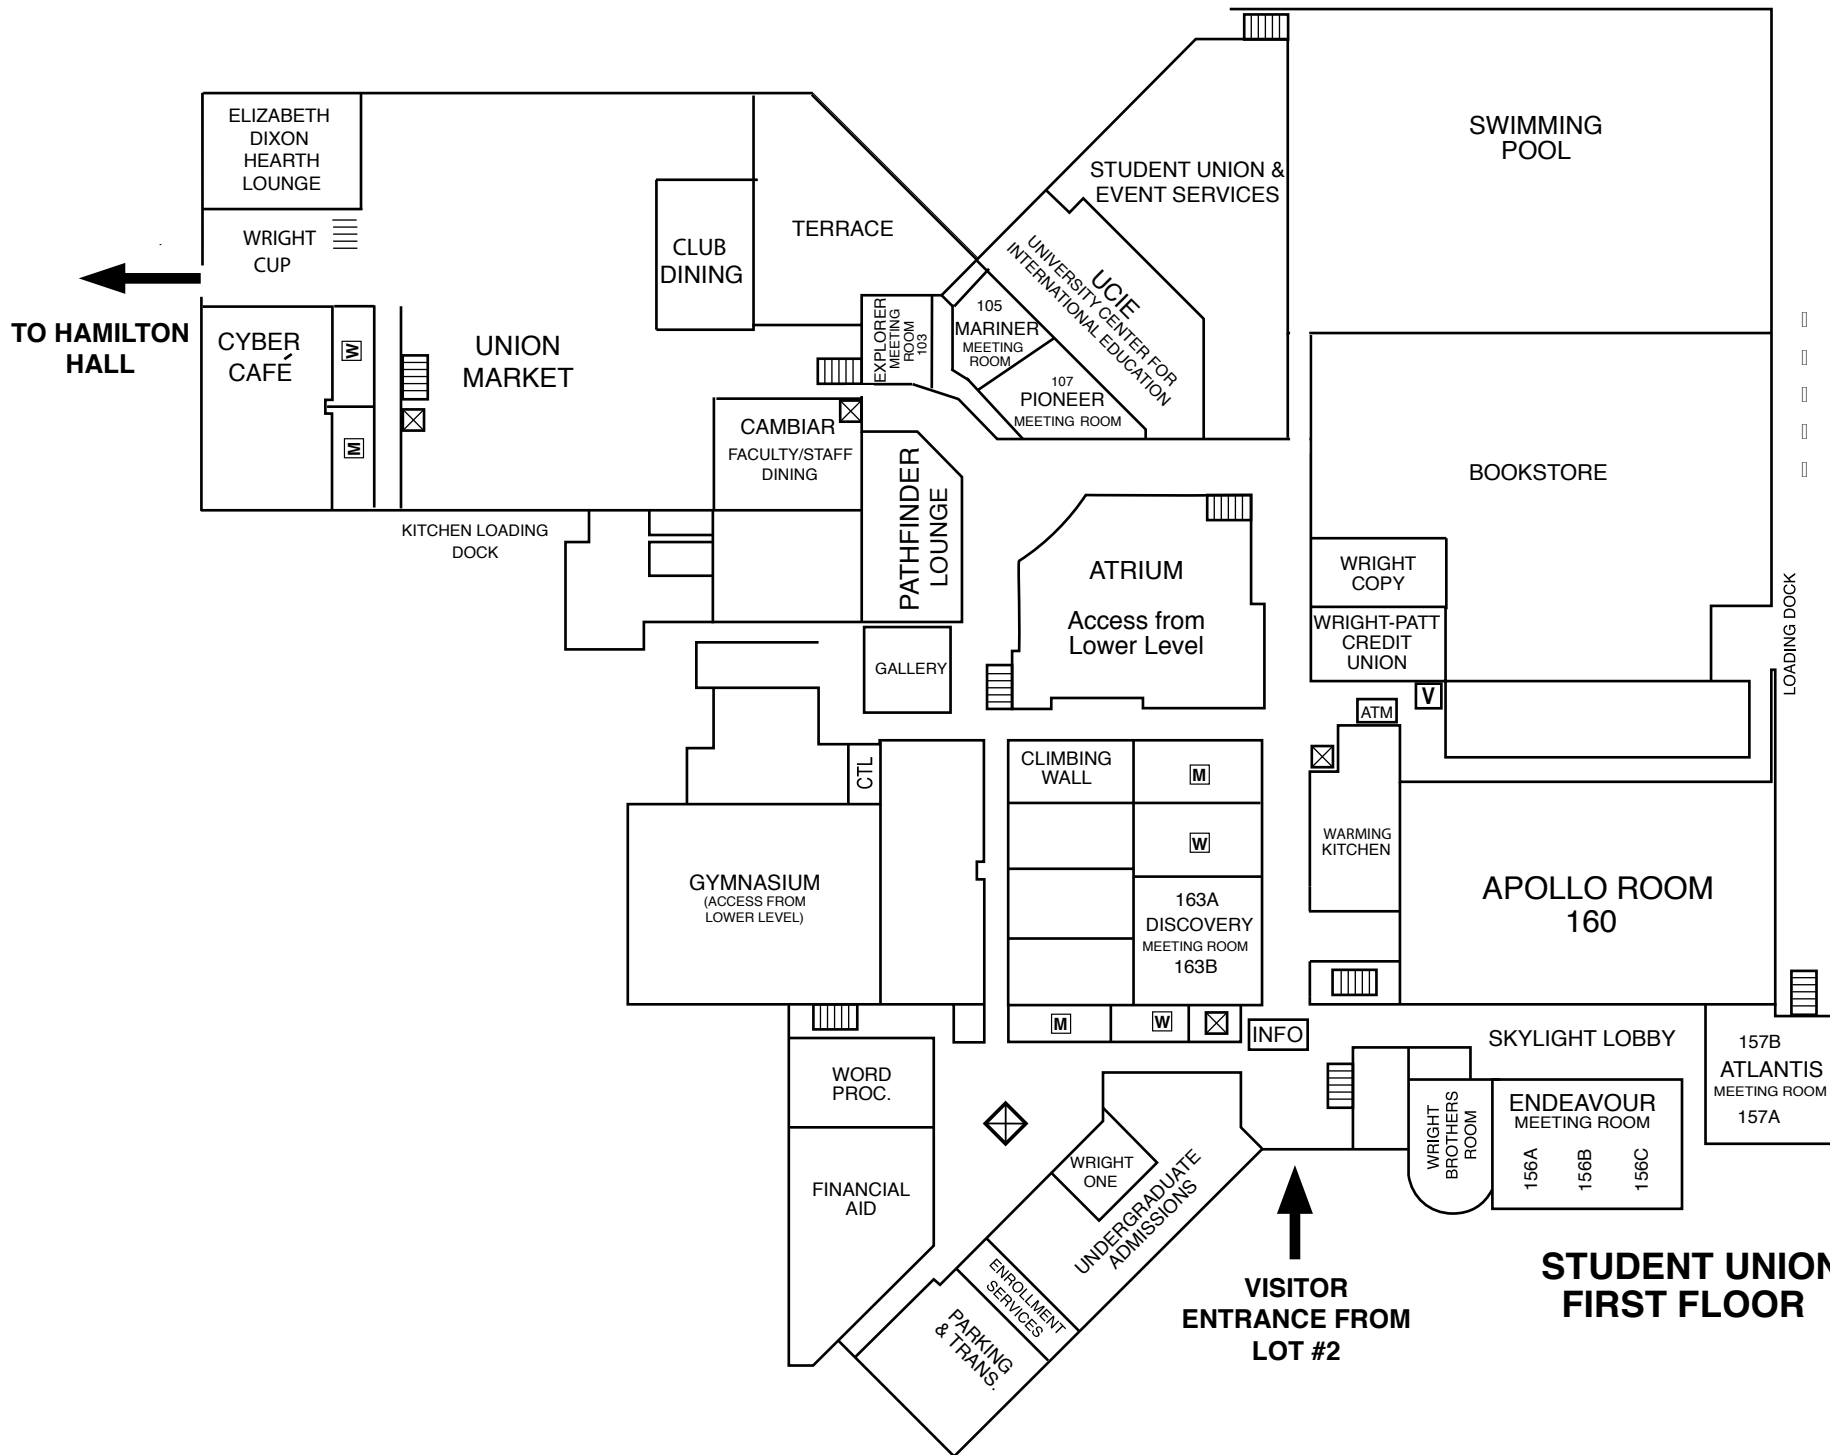 ELIZABETH
DIXON
HEARTH
LOUNGE
WRIGHT
CUP
TO HAMILTON
HALL
CYBER
CAFÉ
W
M
UNION
MARKET
CLUB
DINING
TERRACE
EXPLORER
MEETING
ROOM
103
105
MARINER
MEETING
ROOM
107
PIONEER
MEETING ROOM
UCIE
UNIVERSITY CENTER FOR
INTERNATIONAL EDUCATION
STUDENT UNION &
EVENT SERVICES
SWIMMING
POOL
CAMBIAR
FACULTY/STAFF
DINING
PATHFINDER
LOUNGE
KITCHEN LOADING
DOCK
GALLERY
ATRIUM
Access from
Lower Level
BOOKSTORE
WRIGHT
COPY
WRIGHT-PATT
CREDIT
UNION
V
ATM
LOADING DOCK
CTL
GYMNASIUM
(ACCESS FROM
LOWER LEVEL)
CLIMBING
WALL
M
W
163A
DISCOVERY
MEETING ROOM
163B
M
W
INFO
WARMING
KITCHEN
APOLLO ROOM
160
SKYLIGHT LOBBY
157B
ATLANTIS
MEETING ROOM
157A
WRIGHT
BROTHERS
ROOM
ENDEAVOUR
MEETING ROOM
156A
156B
156C
WORD
PROC.
FINANCIAL
AID
WRIGHT
ONE
UNDERGRADUATE
ADMISSIONS
ENROLLMENT
SERVICES
PARKING
& TRANS.
VISITOR
ENTRANCE FROM
LOT #2
STUDENT UNION
FIRST FLOOR